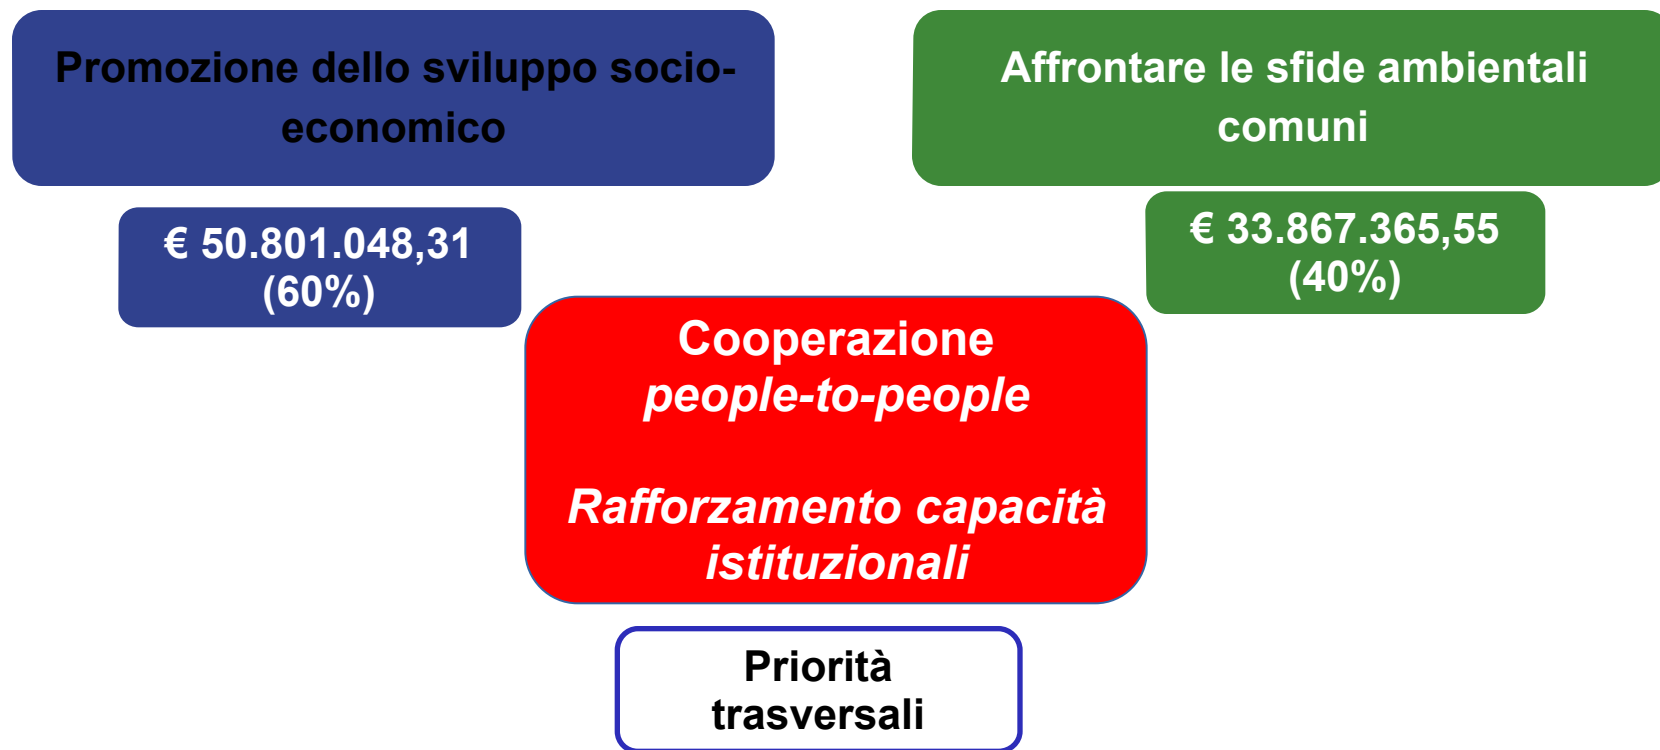 Promozione dello sviluppo socio-
economico
Affrontare le sfide ambientali
comuni
€ 50.801.048,31
(60%)
€ 33.867.365,55
(40%)
Cooperazione
people-to-people
Rafforzamento capacità
istituzionali
Priorità
trasversali